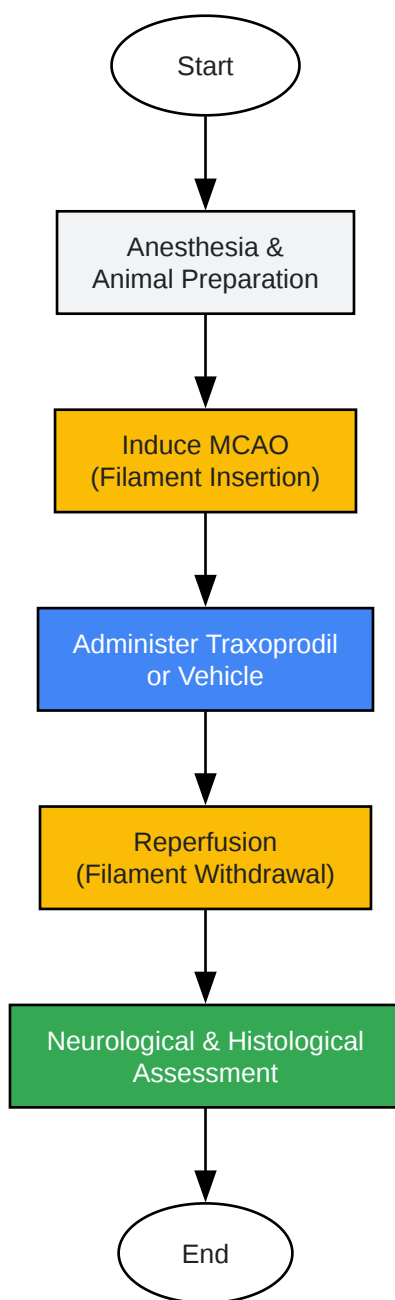 Start
Anesthesia &
Animal Preparation
Induce MCAO
(Filament Insertion)
Administer Traxoprodil
or Vehicle
Reperfusion
(Filament Withdrawal)
Neurological & Histological
Assessment
End